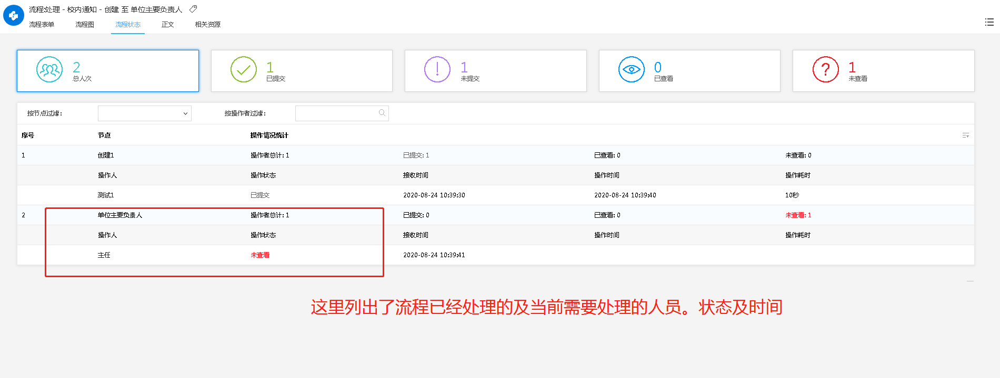 流程处理 - 校内通知 - 创建 至 单位主要负责人
流程表单 流程图 流程状态 正文 相关资源
2 总人次
1 已提交
1 未提交
0 已查看
1 未查看
按节点过滤： 按操作者过滤：
序号 节点 操作情况统计
1 创建1 操作者总计: 1 已提交: 1 已查看: 0 未查看: 0
操作人 操作状态 接收时间 操作时间 操作耗时
测试1 已提交 2020-08-24 10:39:30 2020-08-24 10:39:40 10秒
2 单位主要负责人 操作者总计: 1 已提交: 0 已查看: 0 未查看: 1
操作人 操作状态 接收时间 操作时间 操作耗时
主任 未查看 2020-08-24 10:39:41
这里列出了流程已经处理的及当前需要处理的人员。状态及时间